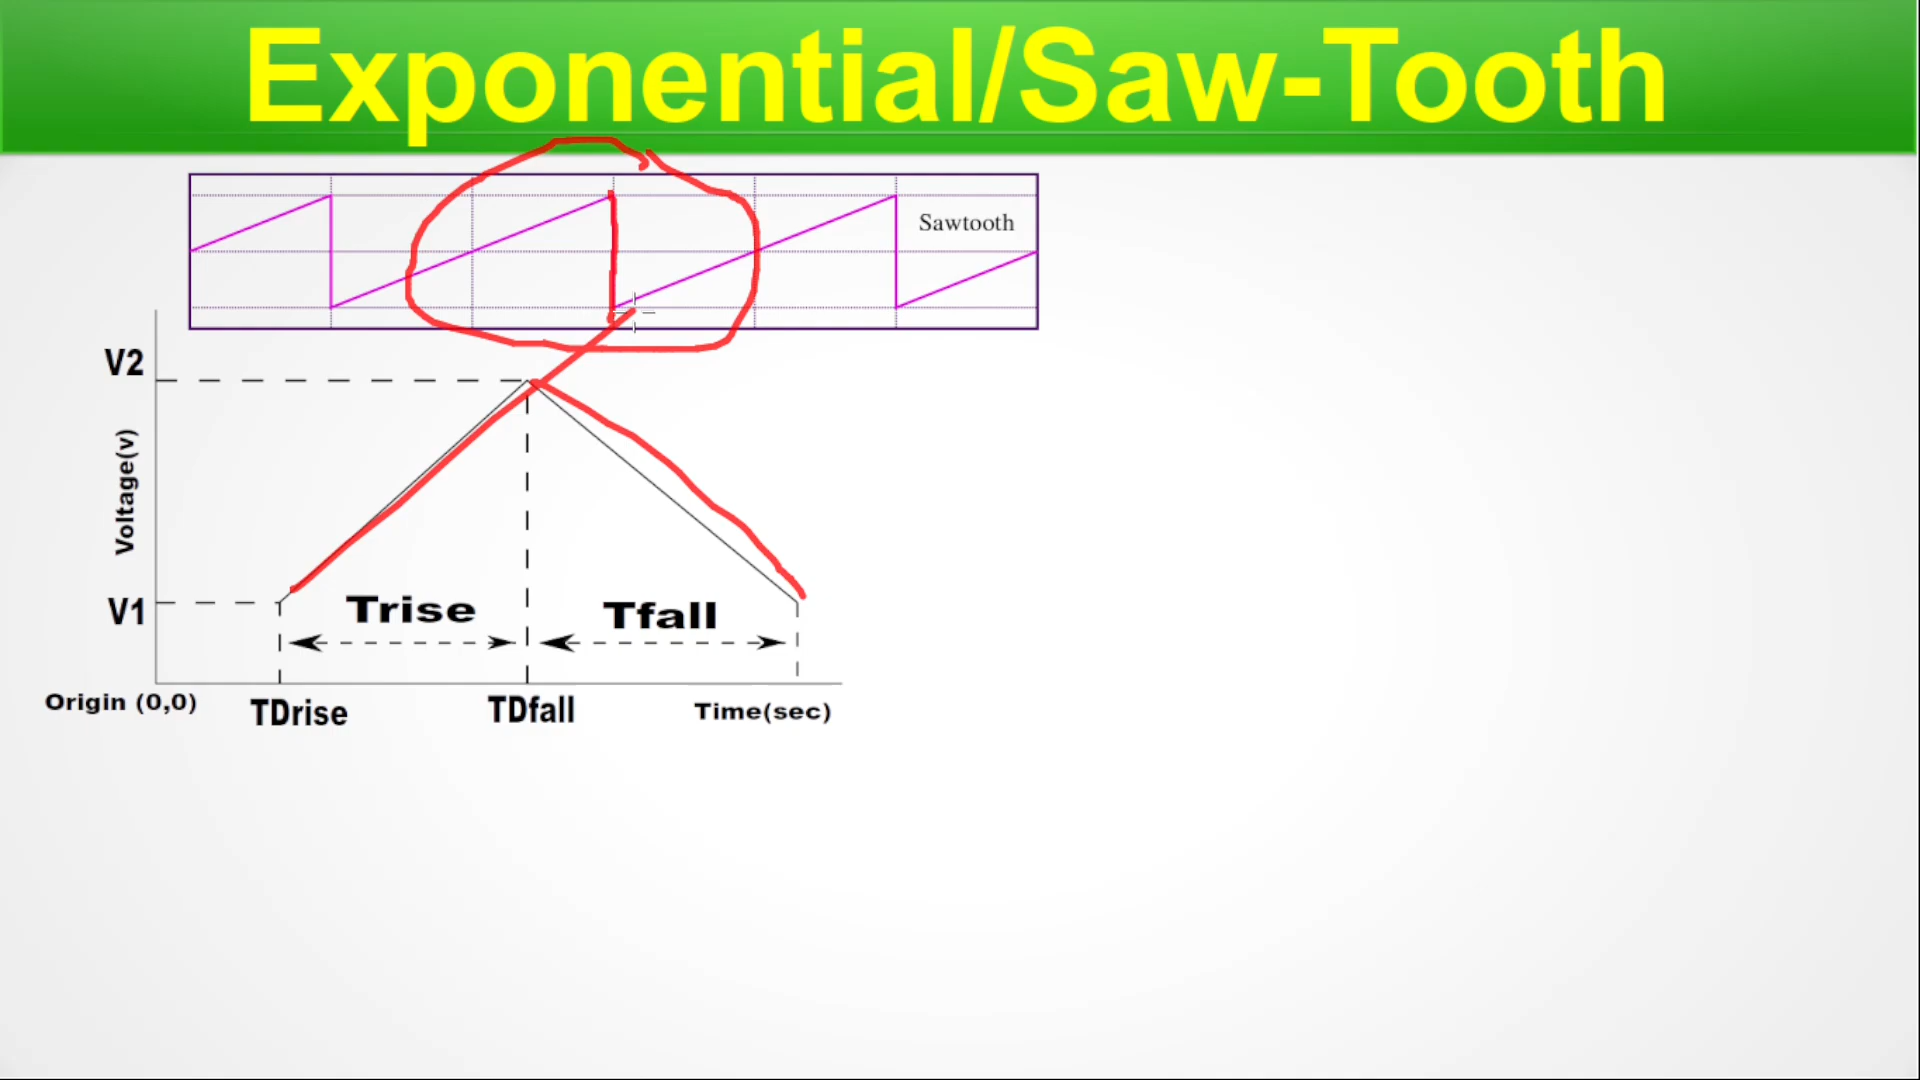 Exponential/Saw-Tooth
Sawtooth
V2
Voltage(v)
V1
Trise
Tfall
Origin (0,0)
TDrise
TDfall
Time(sec)